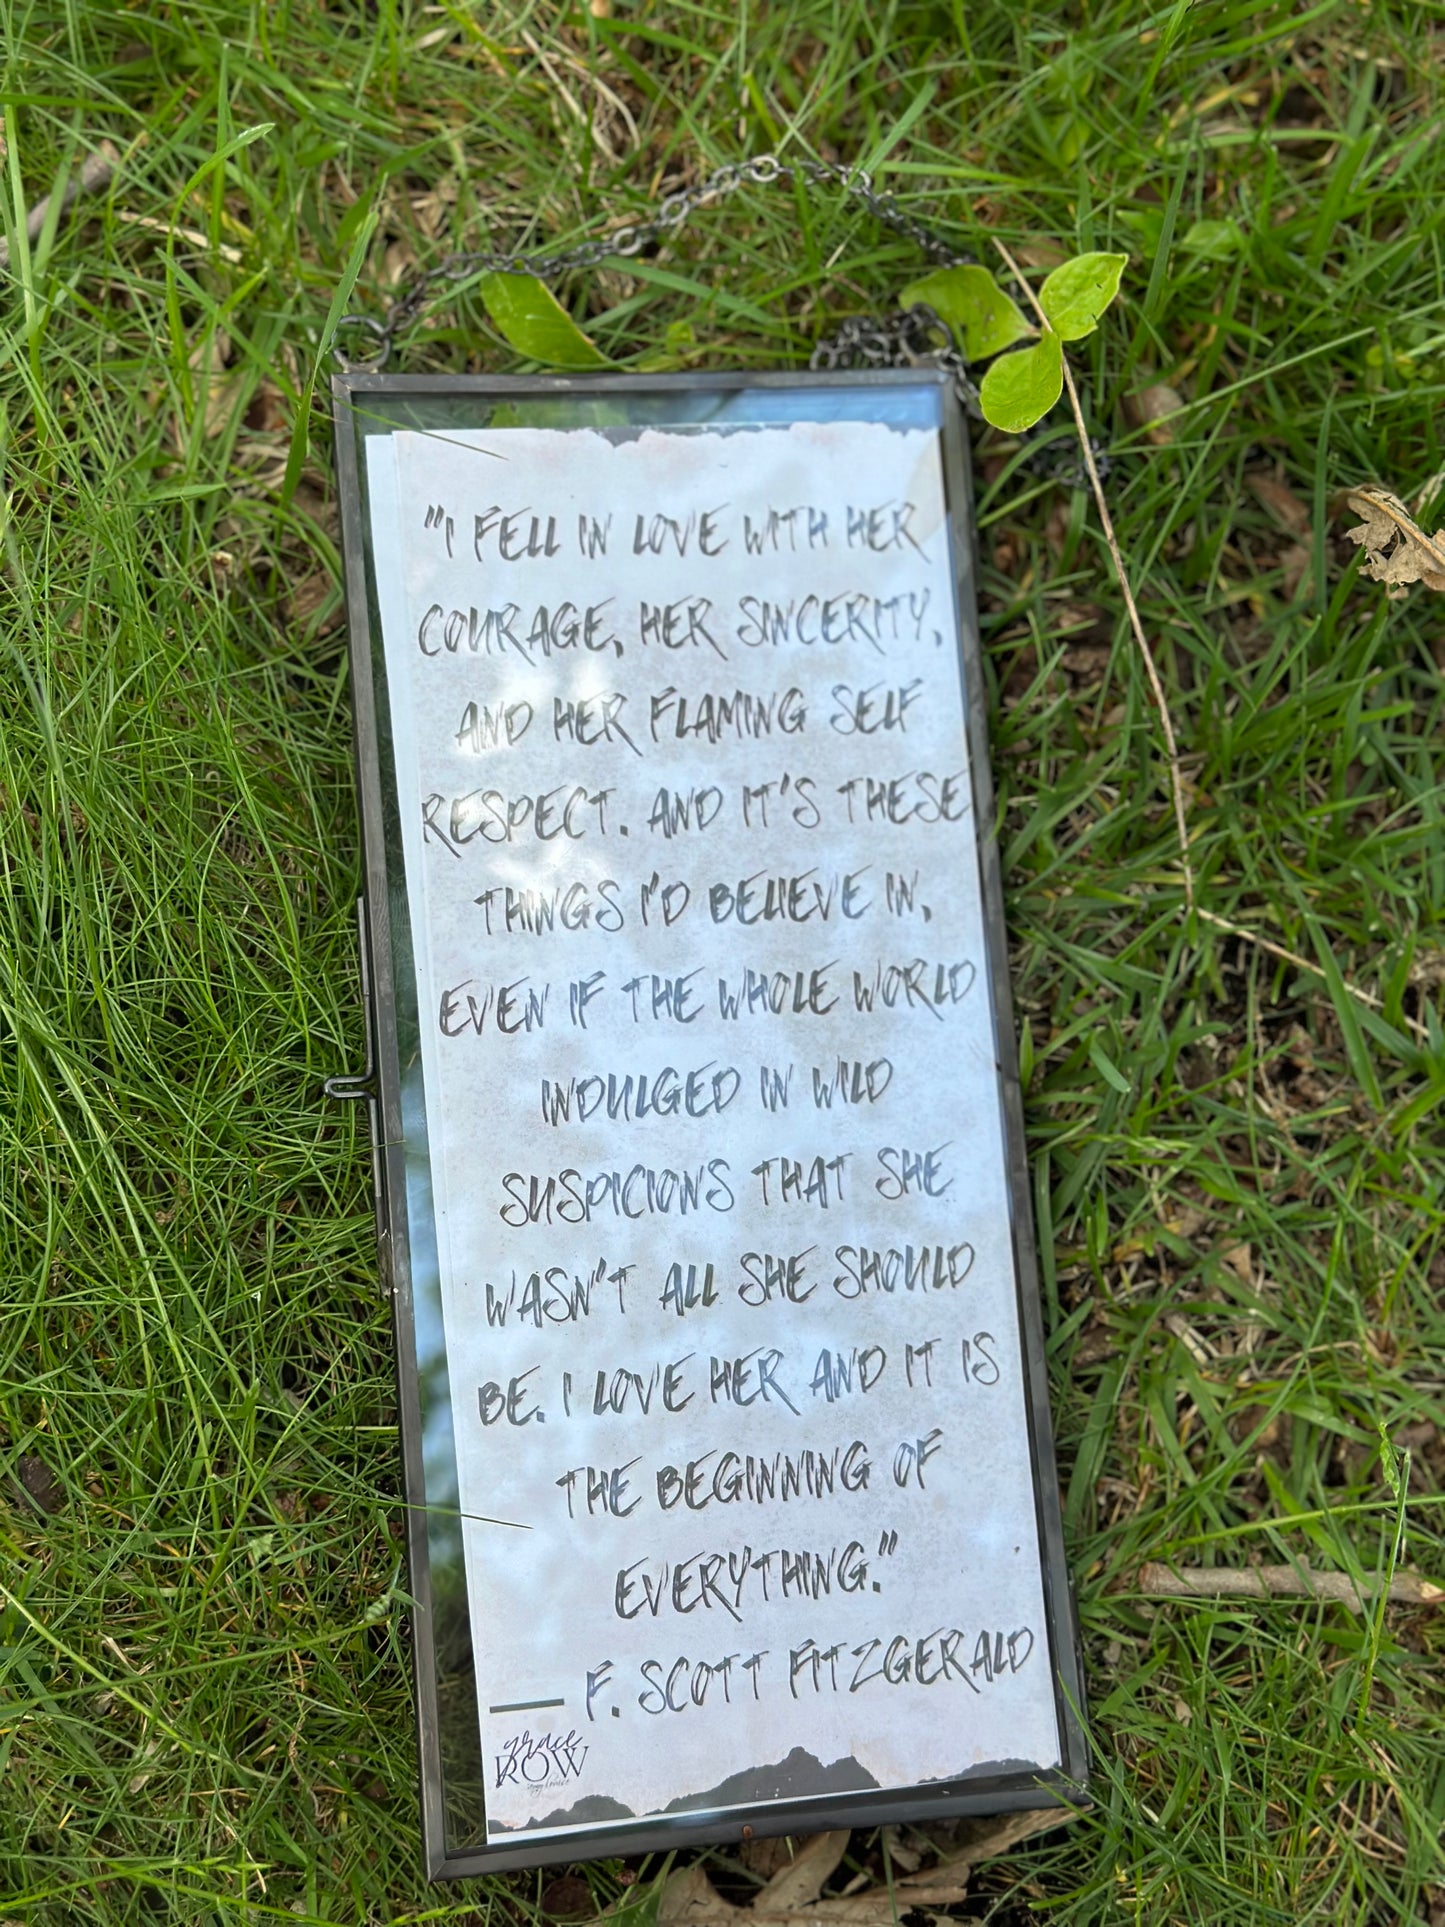 "I FELL IN LOVE WITH HER
COURAGE, HER SINCERITY,
AND HER FLAMING SELF
RESPECT. AND IT'S THESE
THINGS I'D BELIEVE IN,
EVEN IF THE WHOLE WORLD
INDULGED IN WILD
SUSPICIONS THAT SHE
WASN'T ALL SHE SHOULD
BE. I LOVE HER AND IT IS
THE BEGINNING OF
EVERYTHING."
— F. SCOTT FITZGERALD
grace
ROW